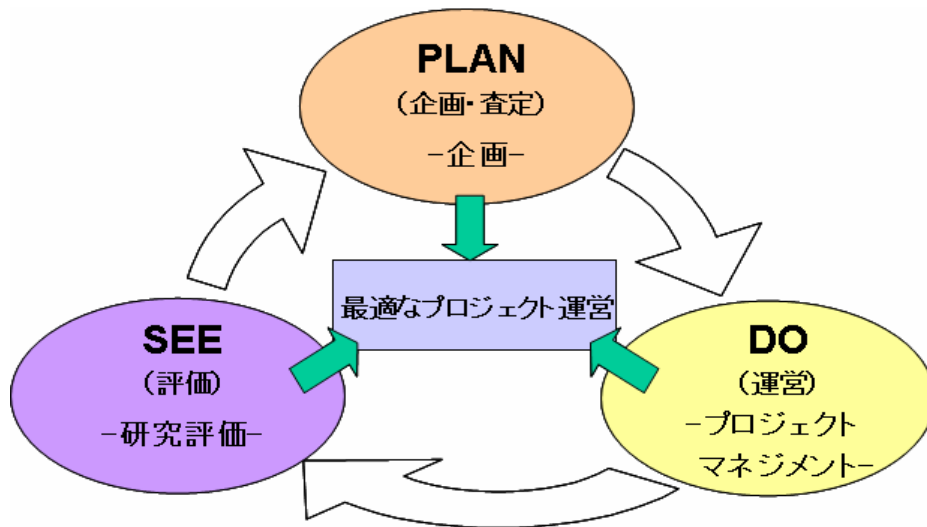 PLAN
(企画・査定)
-企画-
最適なプロジェクト運営
SEE
(評価)
-研究評価-
DO
(運営)
-プロジェクト
マネジメント-